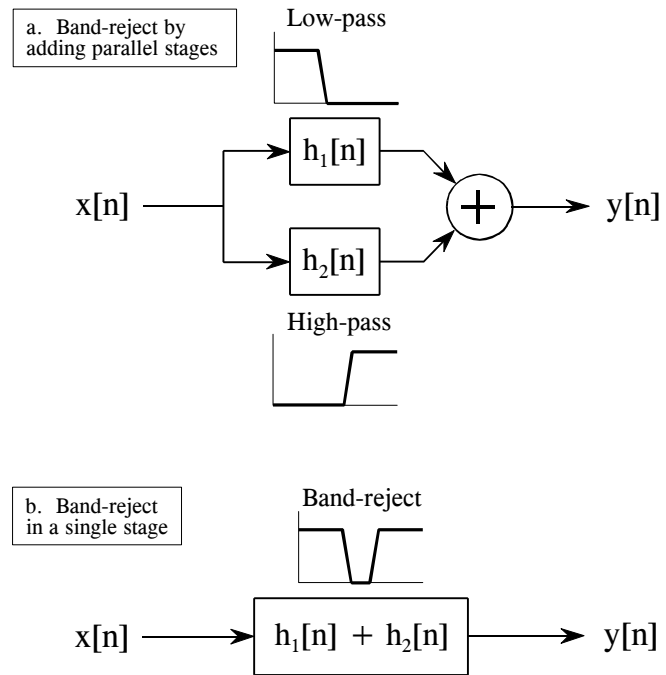 a. Band-reject by
adding parallel stages
Low-pass
h₁[n]
x[n]
+
y[n]
h₂[n]
High-pass
b. Band-reject
in a single stage
Band-reject
x[n]
h₁[n] + h₂[n]
y[n]